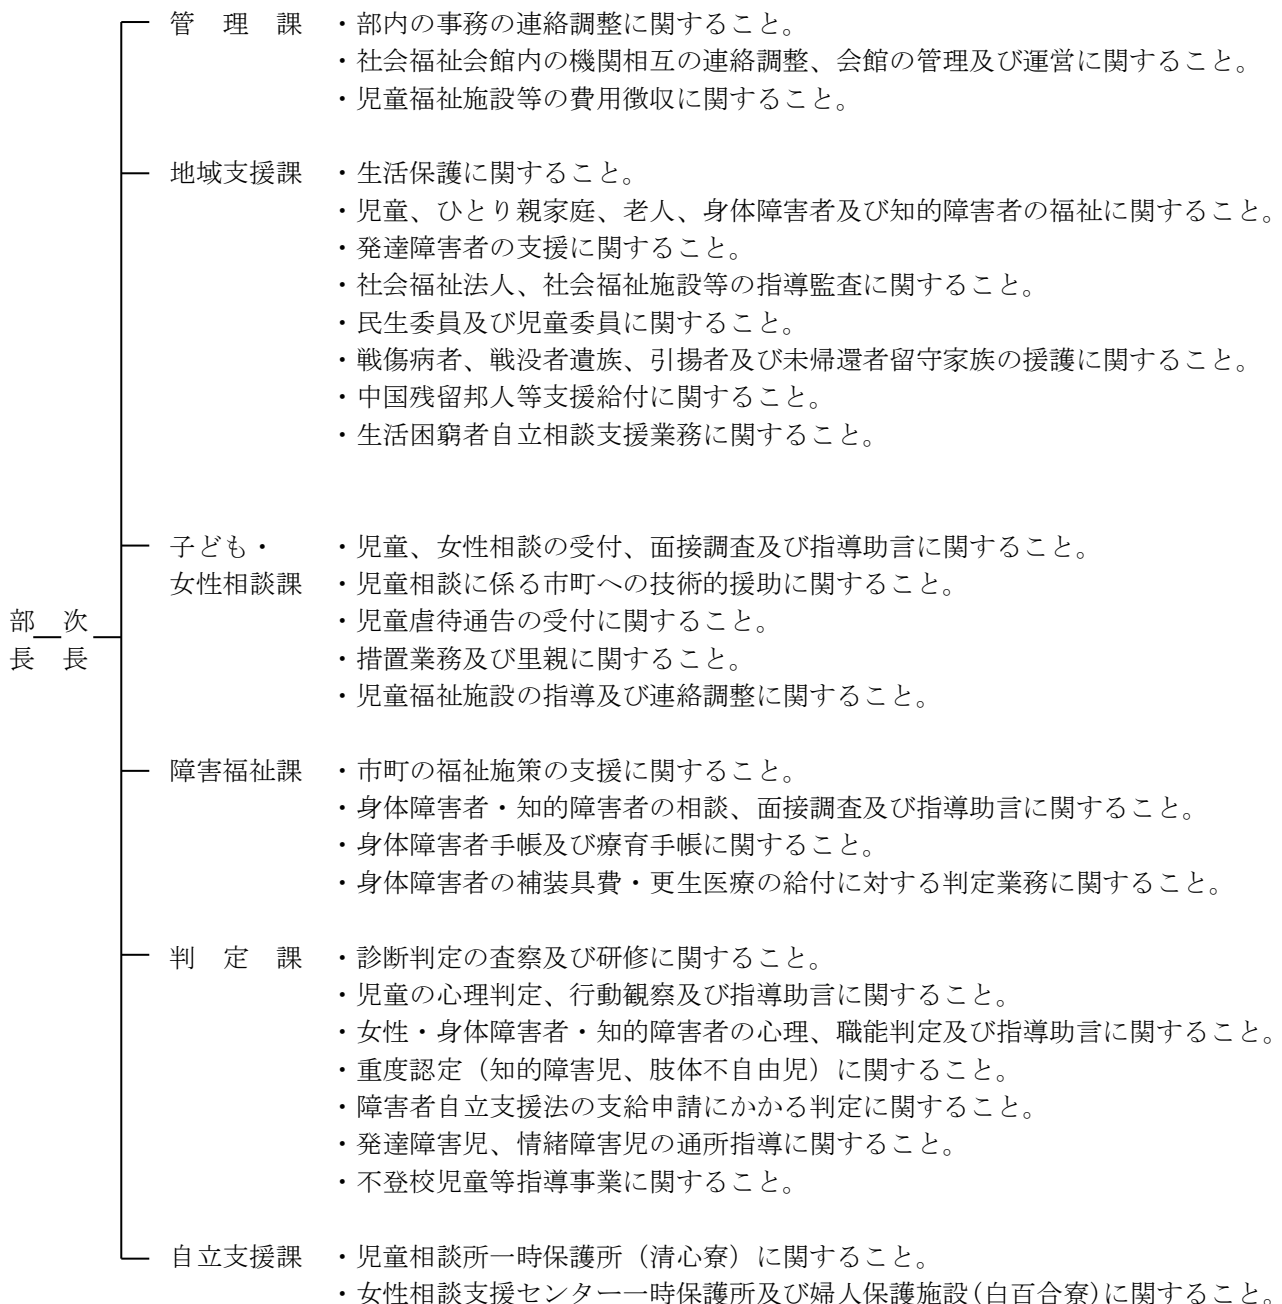 管　理　課　・部内の事務の連絡調整に関すること。
・社会福祉会館内の機関相互の連絡調整、会館の管理及び運営に関すること。
・児童福祉施設等の費用徴収に関すること。
地域支援課　・生活保護に関すること。
・児童、ひとり親家庭、老人、身体障害者及び知的障害者の福祉に関すること。
・発達障害者の支援に関すること。
・社会福祉法人、社会福祉施設等の指導監査に関すること。
・民生委員及び児童委員に関すること。
・戦傷病者、戦没者遺族、引揚者及び未帰還者留守家族の援護に関すること。
・中国残留邦人等支援給付に関すること。
・生活困窮者自立相談支援業務に関すること。
子ども・　・児童、女性相談の受付、面接調査及び指導助言に関すること。
女性相談課　・児童相談に係る市町への技術的援助に関すること。
部　次　・児童虐待通告の受付に関すること。
長　長　・措置業務及び里親に関すること。
・児童福祉施設の指導及び連絡調整に関すること。
障害福祉課　・市町の福祉施策の支援に関すること。
・身体障害者・知的障害者の相談、面接調査及び指導助言に関すること。
・身体障害者手帳及び療育手帳に関すること。
・身体障害者の補装具費・更生医療の給付に対する判定業務に関すること。
判　定　課　・診断判定の査察及び研修に関すること。
・児童の心理判定、行動観察及び指導助言に関すること。
・女性・身体障害者・知的障害者の心理、職能判定及び指導助言に関すること。
・重度認定（知的障害児、肢体不自由児）に関すること。
・障害者自立支援法の支給申請にかかる判定に関すること。
・発達障害児、情緒障害児の通所指導に関すること。
・不登校児童等指導事業に関すること。
自立支援課　・児童相談所一時保護所（清心寮）に関すること。
・女性相談支援センター一時保護所及び婦人保護施設(白百合寮)に関すること。